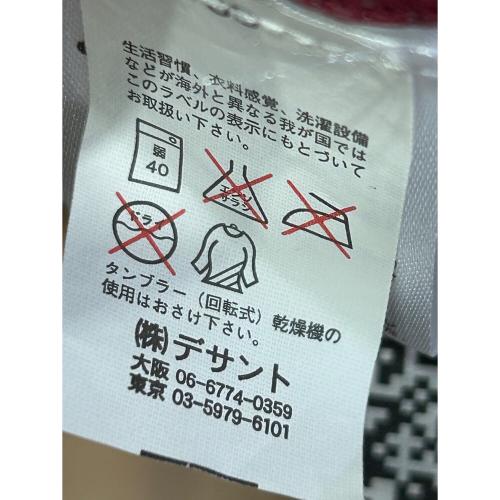 生活習慣、衣料感覚、洗濯設備
などが海外と異なる我が国では
このラベルの表示にもとづいて
お取扱い下さい。
弱
40
エンソ
サラシ
ドライ
タンブラー（回転式）乾燥機の
使用はおさけ下さい。
(株)デサント
大阪 06-6774-0359
東京 03-5979-6101